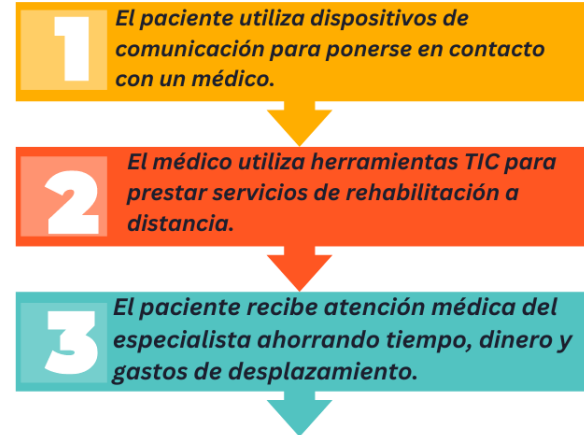 1
El paciente utiliza dispositivos de
comunicación para ponerse en contacto
con un médico.
2
El médico utiliza herramientas TIC para
prestar servicios de rehabilitación a
distancia.
3
El paciente recibe atención médica del
especialista ahorrando tiempo, dinero y
gastos de desplazamiento.